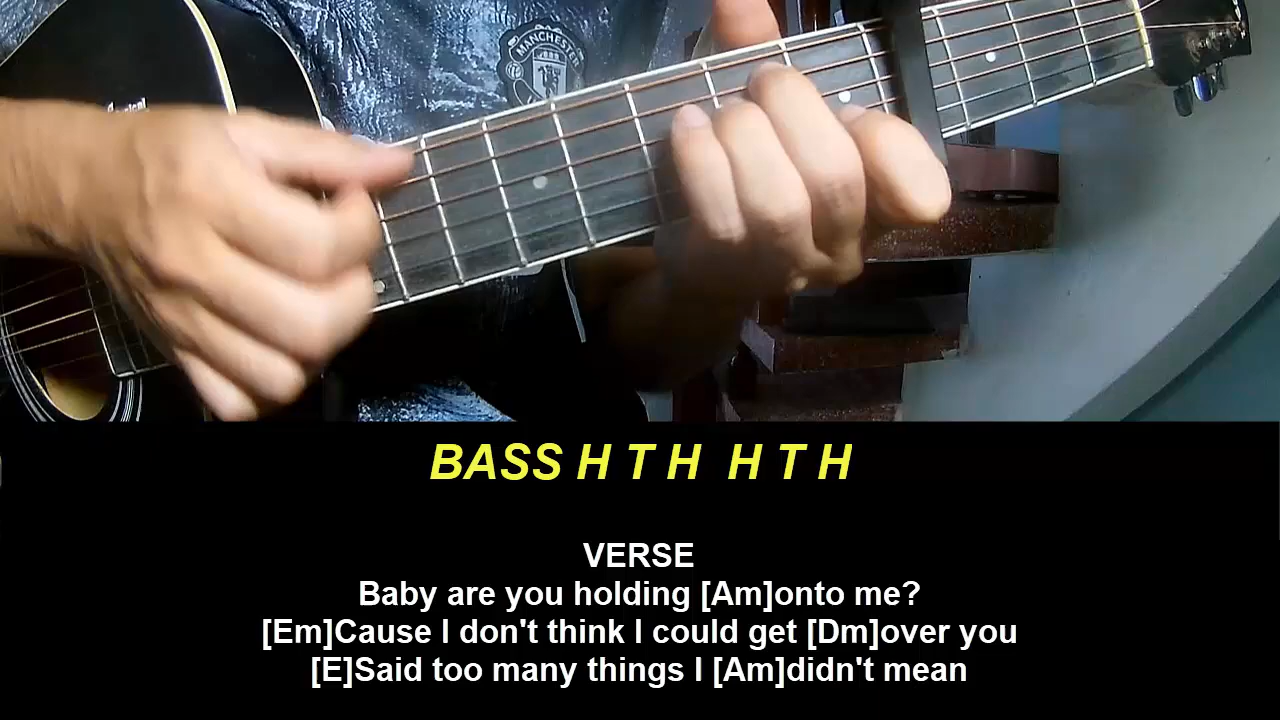 MANCHESTER
BASS H T H  H T H
VERSE
Baby are you holding [Am]onto me?
[Em]Cause I don't think I could get [Dm]over you
[E]Said too many things I [Am]didn't mean